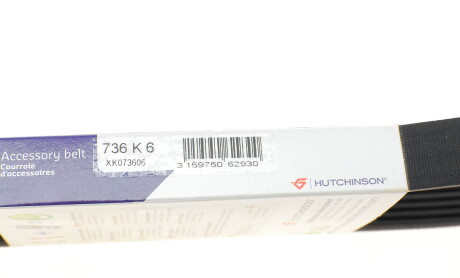 Accessory belt
Courroie
d'accessoires
736 K 6
XK073606
3 159750 62930
HUTCHINSON®